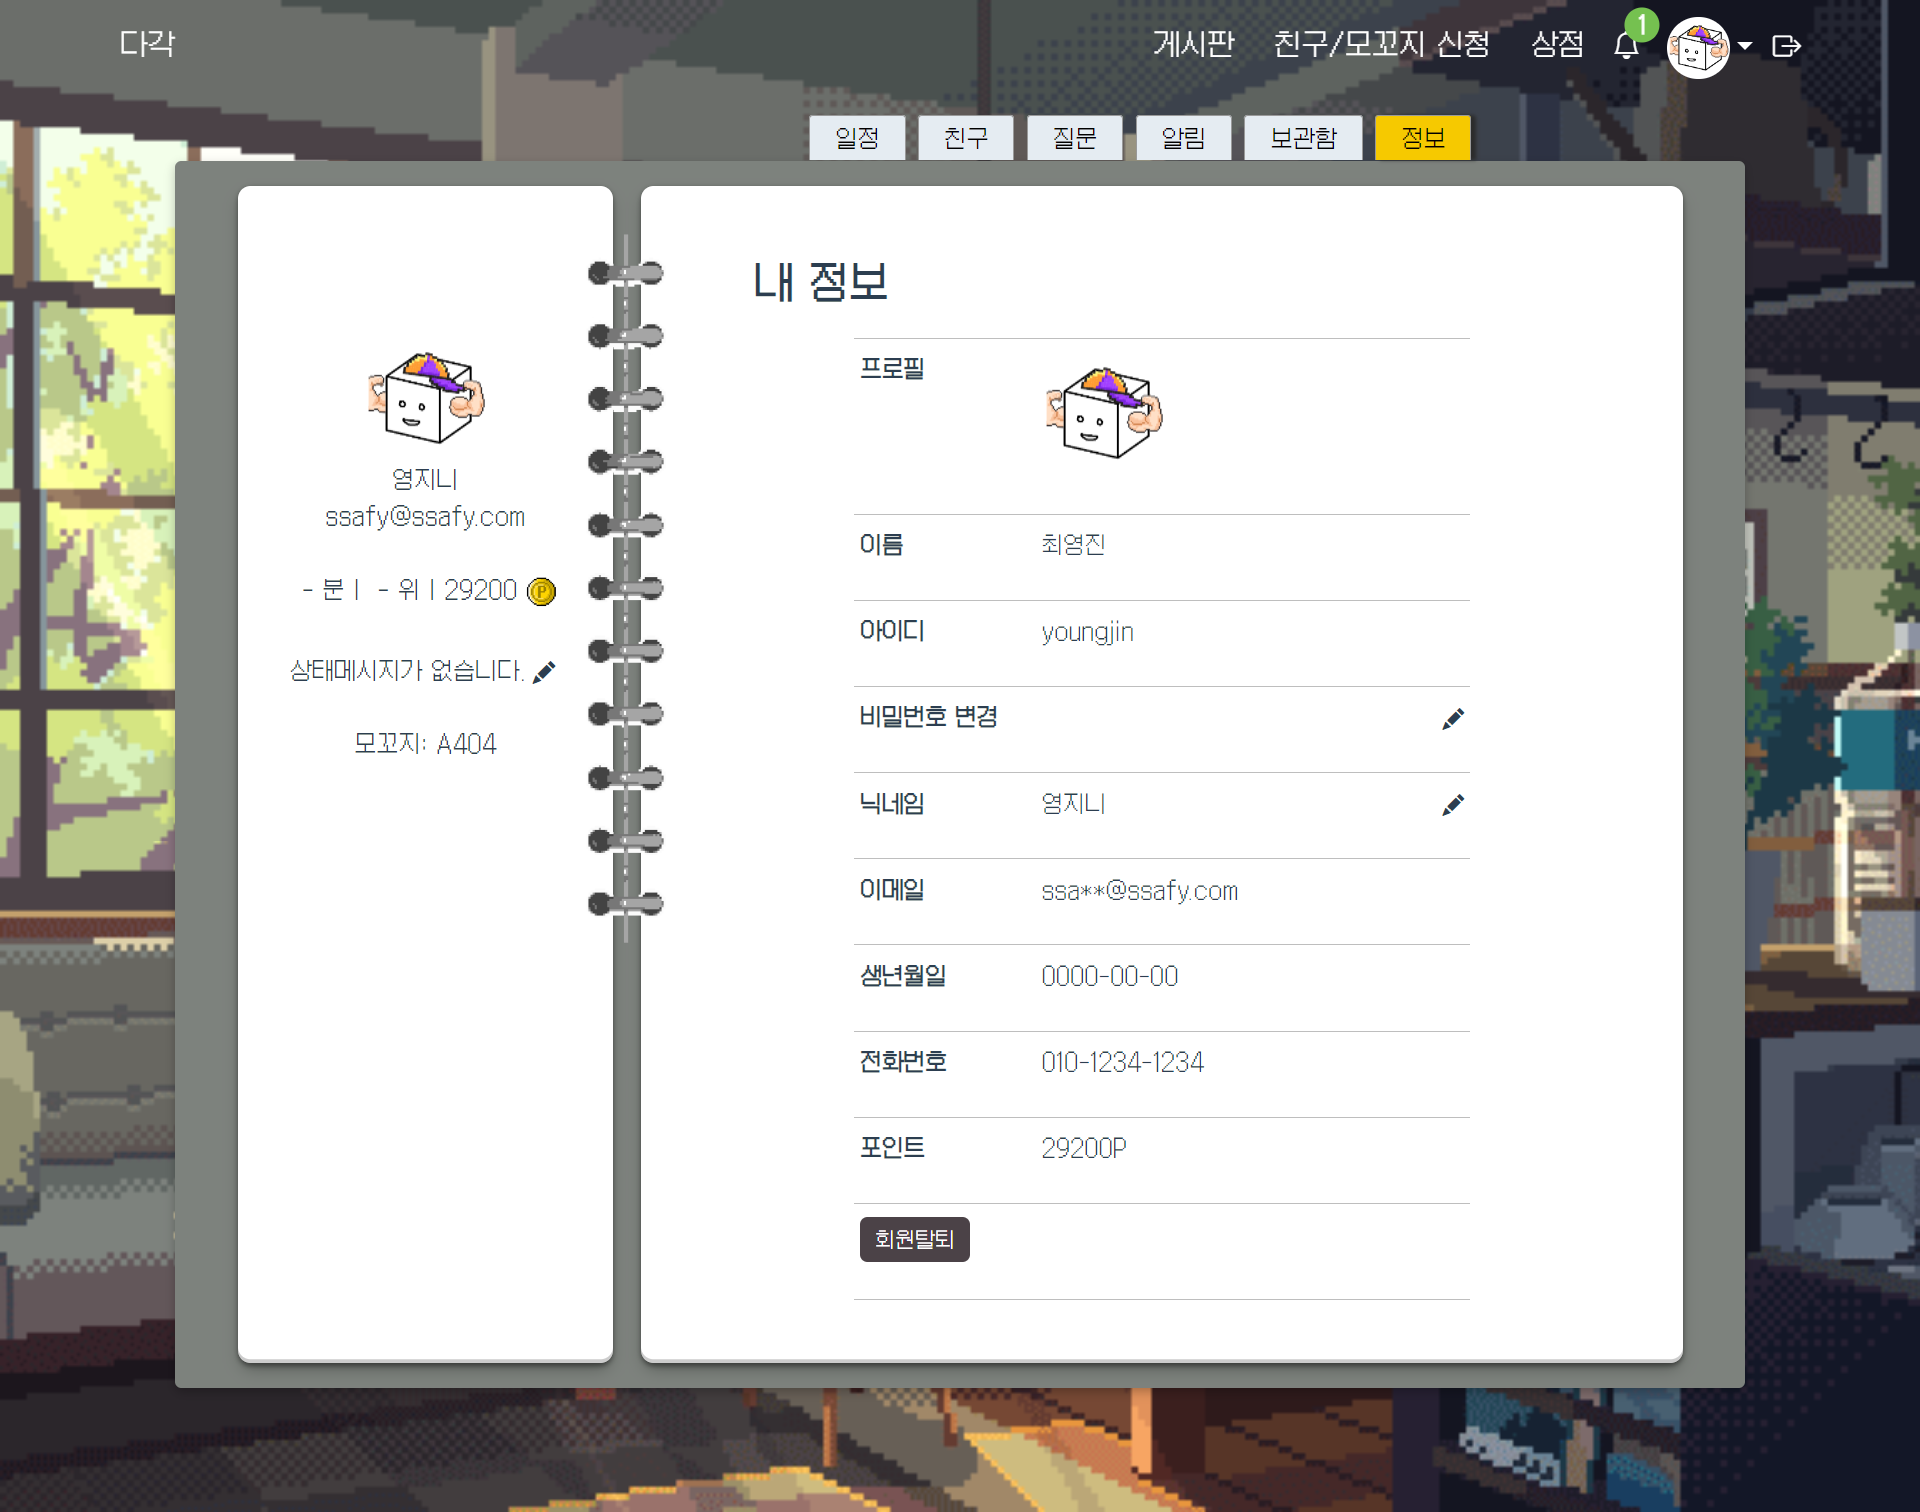 다각
게시판 친구/모꼬지 신청 상점 1
일정 친구 질문 알림 보관함 정보
영지니
ssafy@ssafy.com
- 분 | - 위 | 29200 P
상태메시지가 없습니다.
모꼬지: A404
내 정보
프로필
이름 최영진
아이디 youngjin
비밀번호 변경
닉네임 영지니
이메일 ssa**@ssafy.com
생년월일 0000-00-00
전화번호 010-1234-1234
포인트 29200P
회원탈퇴